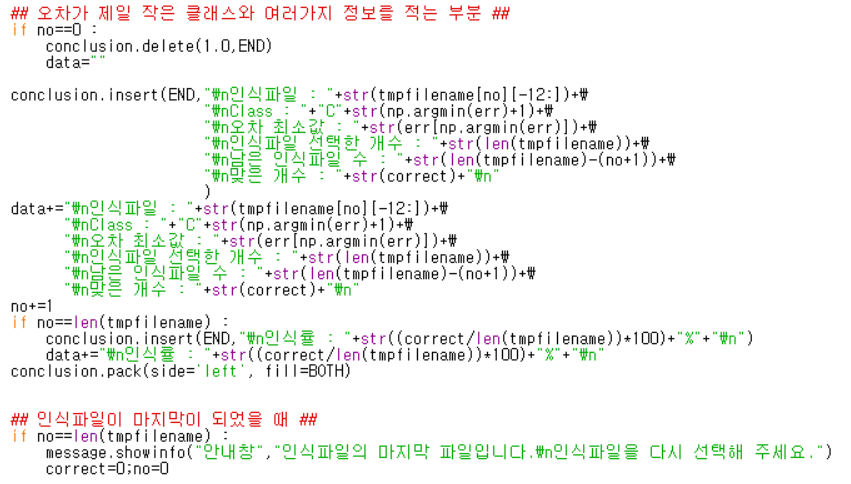 ## 오차가 제일 작은 클래스와 여러가지 정보를 적는 부분 ##
if no==0 :
    conclusion.delete(1.0,END)
    data=""

conclusion.insert(END,"₩n인식파일 : "+str(tmpfilename[no][-12:])+₩
                      "₩nClass : "+"C"+str(np.argmin(err)+1)+₩
                      "₩n오차 최소값 : "+str(err[np.argmin(err)])+₩
                      "₩n인식파일 선택한 개수 : "+str(len(tmpfilename))+₩
                      "₩n남은 인식파일 수 : "+str(len(tmpfilename)-(no+1))+₩
                      "₩n맞은 개수 : "+str(correct)+"₩n"
                      )
data+="₩n인식파일 : "+str(tmpfilename[no][-12:])+₩
      "₩nClass : "+"C"+str(np.argmin(err)+1)+₩
      "₩n오차 최소값 : "+str(err[np.argmin(err)])+₩
      "₩n인식파일 선택한 개수 : "+str(len(tmpfilename))+₩
      "₩n남은 인식파일 수 : "+str(len(tmpfilename)-(no+1))+₩
      "₩n맞은 개수 : "+str(correct)+"₩n"
no+=1
if no==len(tmpfilename) :
    conclusion.insert(END,"₩n인식률 : "+str((correct/len(tmpfilename))*100)+"%"+"₩n")
    data+="₩n인식률 : "+str((correct/len(tmpfilename))*100)+"%"+"₩n"
conclusion.pack(side='left', fill=BOTH)

## 인식파일이 마지막이 되었을 때 ##
if no==len(tmpfilename) :
    message.showinfo("안내창","인식파일의 마지막 파일입니다.₩n인식파일을 다시 선택해 주세요.")
    correct=0;no=0